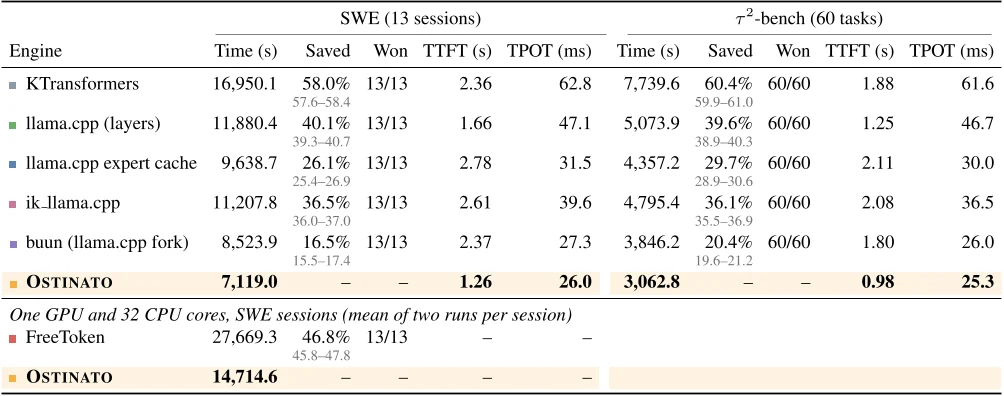 SWE (13 sessions) τ²-bench (60 tasks)
Engine Time (s) Saved Won TTFT (s) TPOT (ms) Time (s) Saved Won TTFT (s) TPOT (ms)
KTransformers 16,950.1 58.0% 13/13 2.36 62.8 7,739.6 60.4% 60/60 1.88 61.6
57.6–58.4 59.9–61.0
llama.cpp (layers) 11,880.4 40.1% 13/13 1.66 47.1 5,073.9 39.6% 60/60 1.25 46.7
39.3–40.7 38.9–40.3
llama.cpp expert cache 9,638.7 26.1% 13/13 2.78 31.5 4,357.2 29.7% 60/60 2.11 30.0
25.4–26.9 28.9–30.6
ik_llama.cpp 11,207.8 36.5% 13/13 2.61 39.6 4,795.4 36.1% 60/60 2.08 36.5
36.0–37.0 35.5–36.9
buun (llama.cpp fork) 8,523.9 16.5% 13/13 2.37 27.3 3,846.2 20.4% 60/60 1.80 26.0
15.5–17.4 19.6–21.2
OSTINATO 7,119.0 – – 1.26 26.0 3,062.8 – – 0.98 25.3
One GPU and 32 CPU cores, SWE sessions (mean of two runs per session)
FreeToken 27,669.3 46.8% 13/13 – –
45.8–47.8
OSTINATO 14,714.6 – – – –